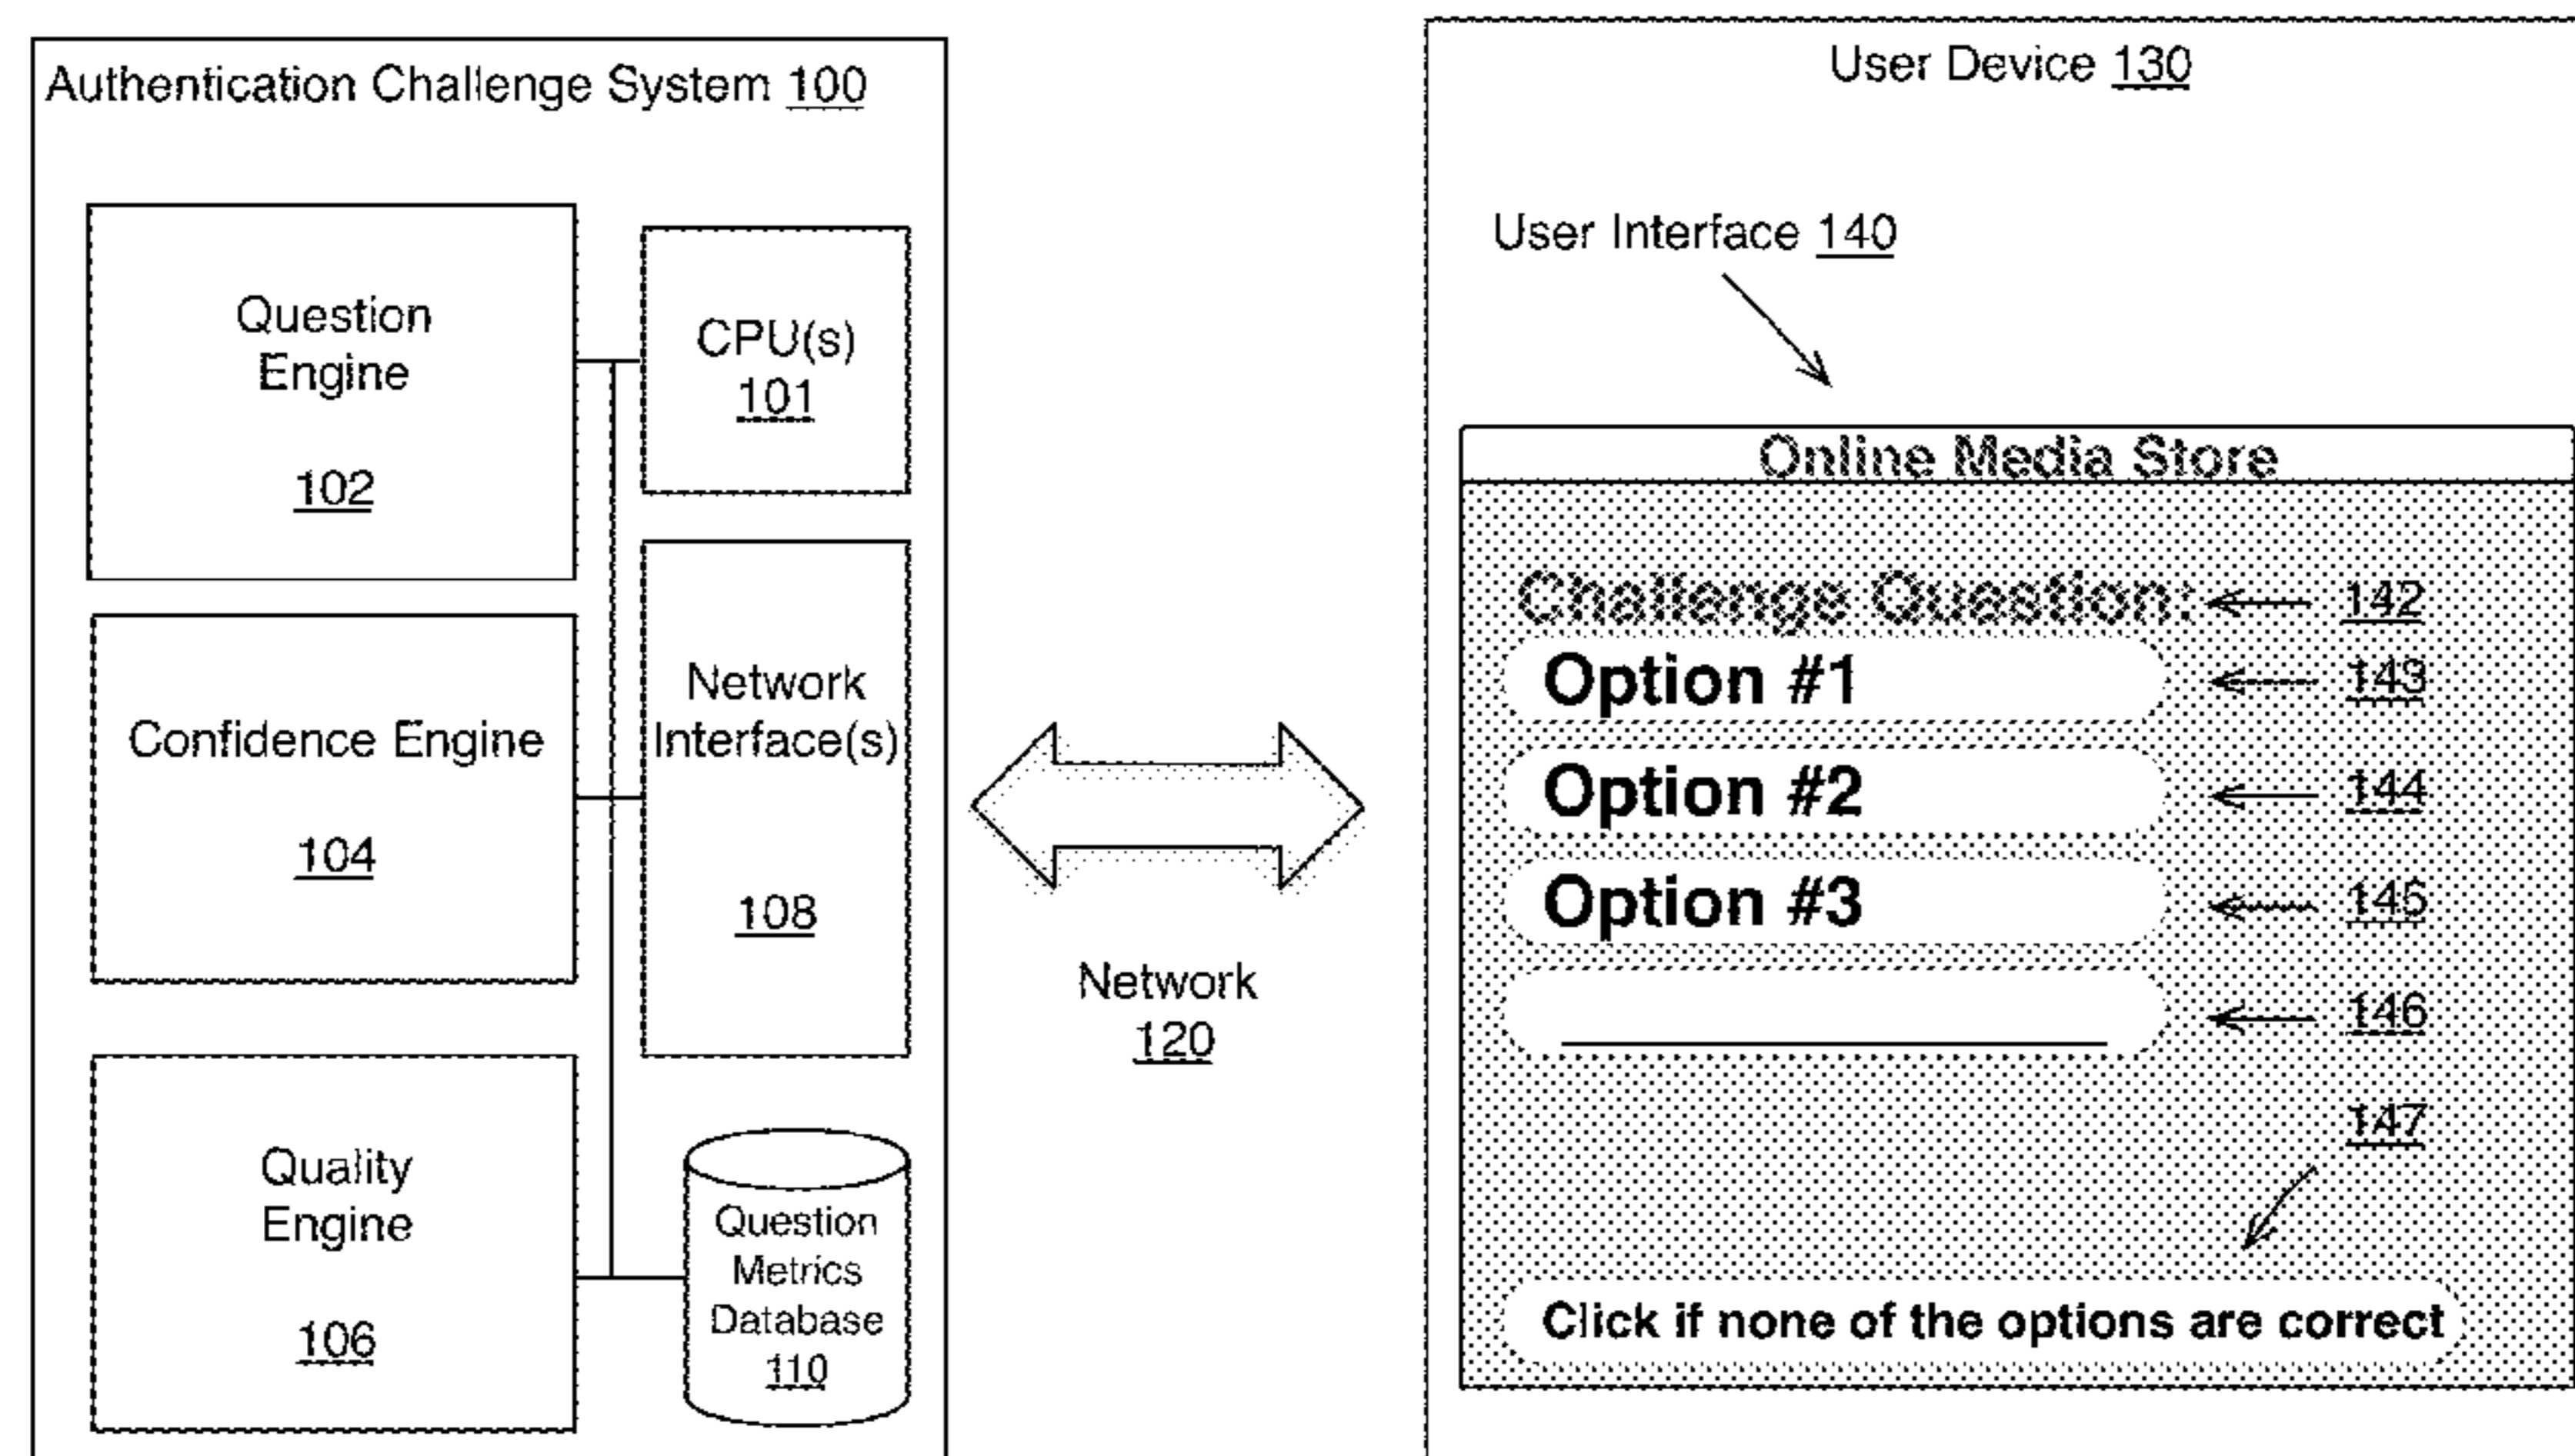 Authentication Challenge System 100
Question
Engine
102
CPU(s)
101
Confidence Engine
104
Network
Interface(s)
108
Quality
Engine
106
Question
Metrics
Database
110
Network
120
User Device 130
User Interface 140
Online Media Store
Challenge Question: 142
Option #1 143
Option #2 144
Option #3 145
146
147
Click if none of the options are correct